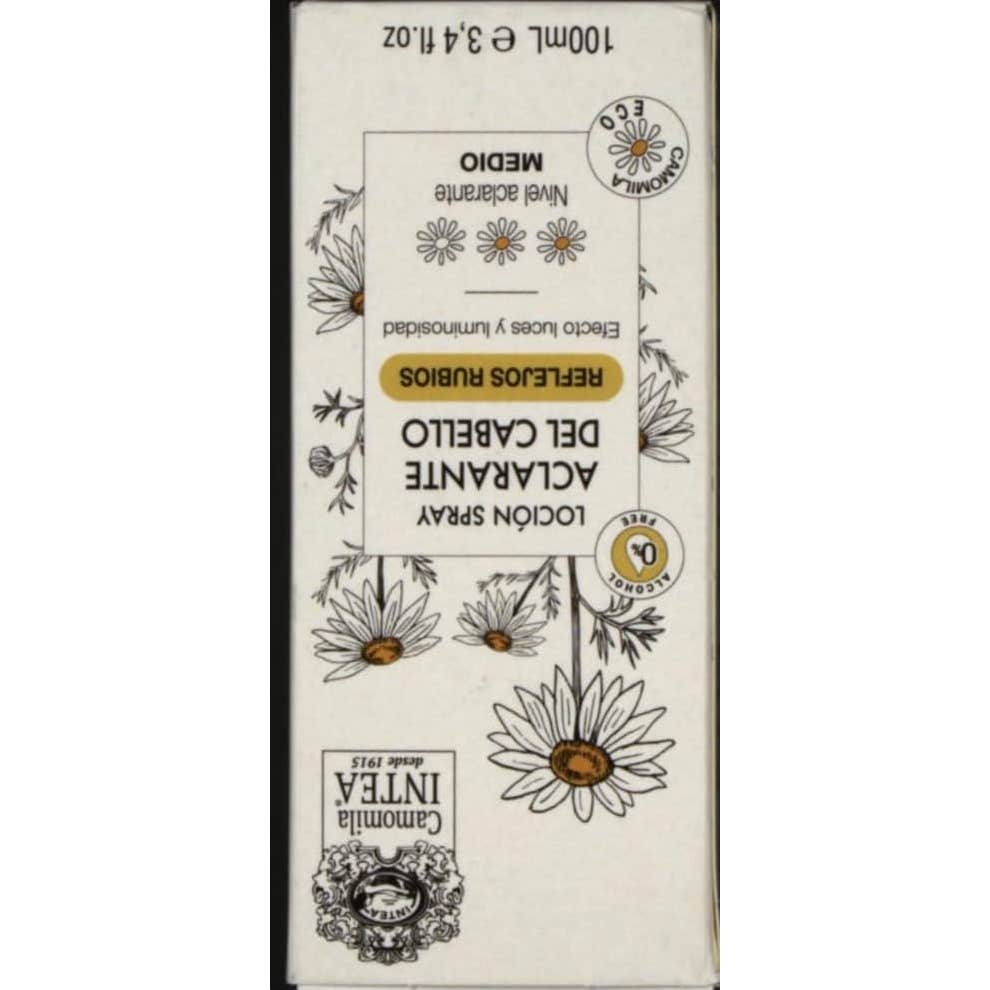 INTEA™
Camomila
INTEA®
desde 1915
ALCOHOL
0%
FREE
LOCIÓN SPRAY
ACLARANTE
DEL CABELLO
REFLEJOS RUBIOS
Efecto luces y luminosidad
Nivel aclarante
MEDIO
CAMOMILA
ECO
100mL ℮ 3,4 fl.oz